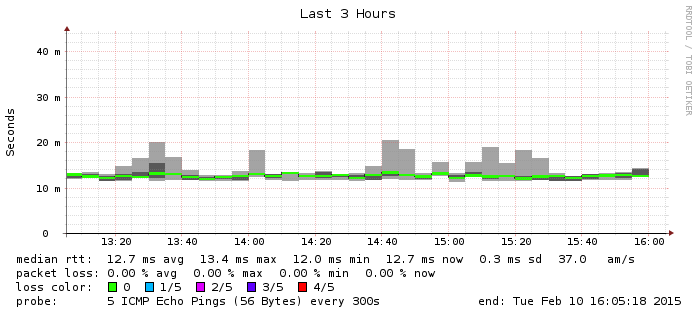 Last 3 Hours
RRDTOOL / TOBI OETIKER
Seconds
40 m
30 m
20 m
10 m
0
13:20 13:40 14:00 14:20 14:40 15:00 15:20 15:40 16:00
median rtt: 12.7 ms avg 13.4 ms max 12.0 ms min 12.7 ms now 0.3 ms sd 37.0 am/s
packet loss: 0.00 % avg 0.00 % max 0.00 % min 0.00 % now
loss color: 0 1/5 2/5 3/5 4/5
probe: 5 ICMP Echo Pings (56 Bytes) every 300s end: Tue Feb 10 16:05:18 2015